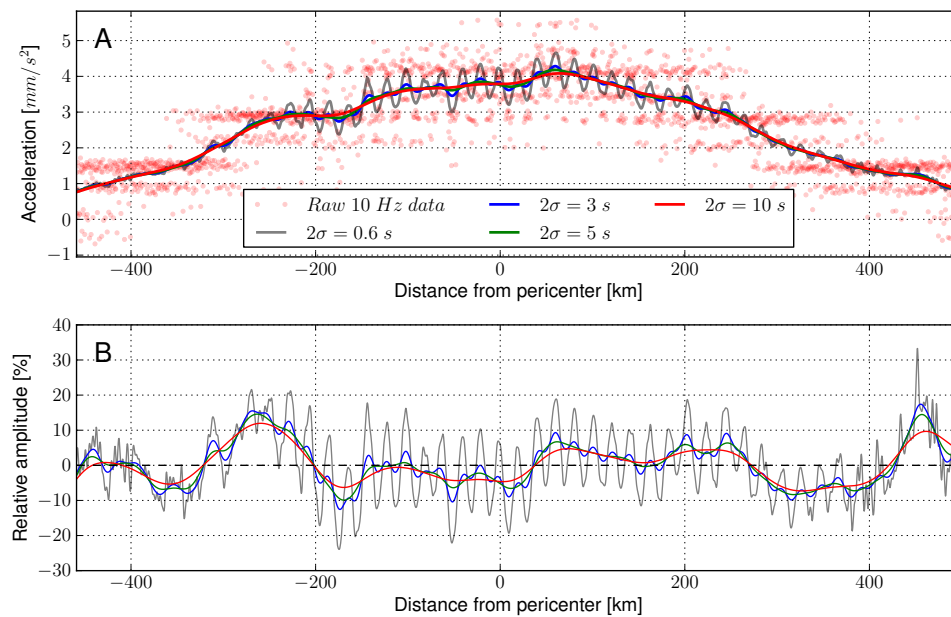 A
Acceleration [mm/s²]
5
4
3
2
1
0
−1
Raw 10 Hz data
2σ = 0.6 s
2σ = 3 s
2σ = 5 s
2σ = 10 s
−400 −200 0 200 400
Distance from pericenter [km]
B
Relative amplitude [%]
40
30
20
10
0
−10
−20
−30
−400 −200 0 200 400
Distance from pericenter [km]